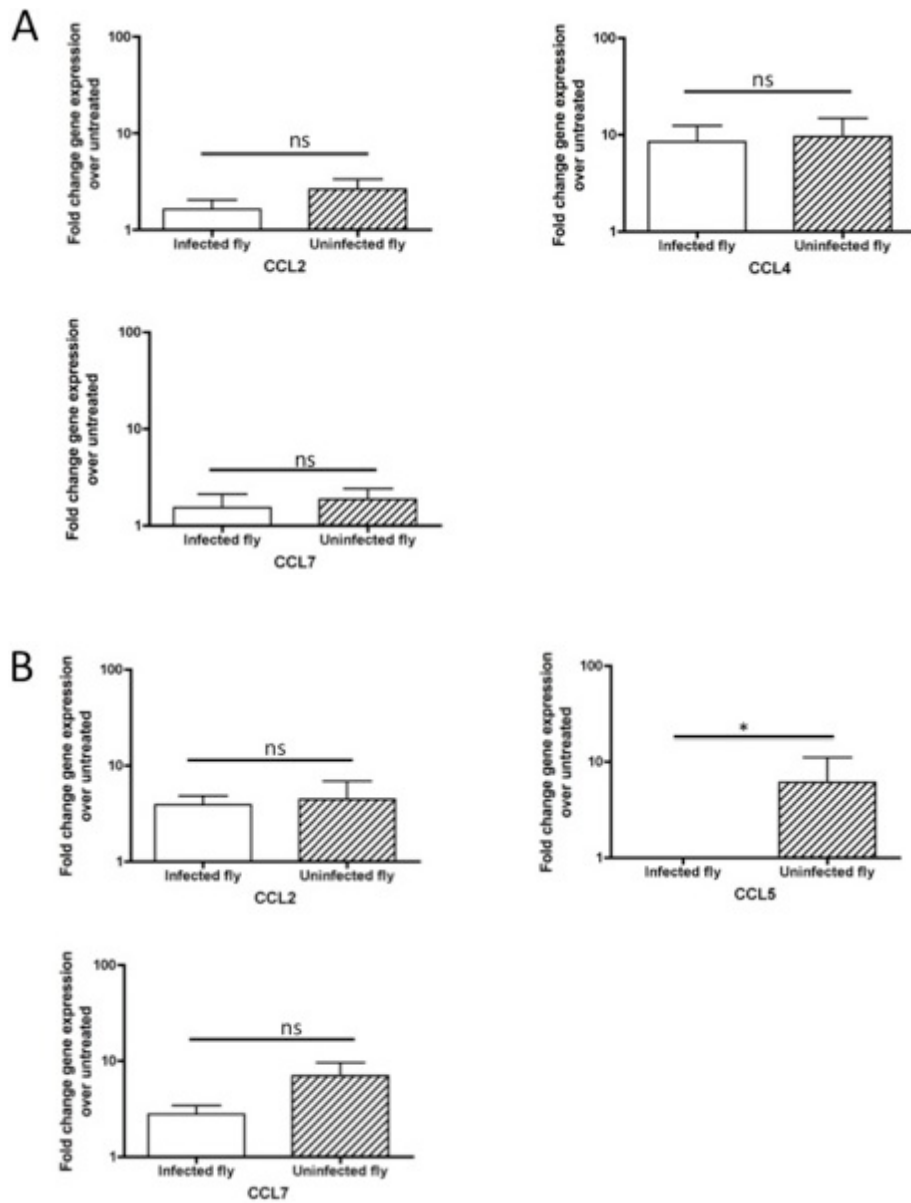 A
Fold change gene expression
over untreated
100
10
1
ns
Infected fly
Uninfected fly
CCL2
Fold change gene expression
over untreated
100
10
1
ns
Infected fly
Uninfected fly
CCL4
Fold change gene expression
over untreated
100
10
1
ns
Infected fly
Uninfected fly
CCL7
B
Fold change gene expression
over untreated
100
10
1
ns
Infected fly
Uninfected fly
CCL2
Fold change gene expression
over untreated
100
10
1
*
Infected fly
Uninfected fly
CCL5
Fold change gene expression
over untreated
100
10
1
ns
Infected fly
Uninfected fly
CCL7